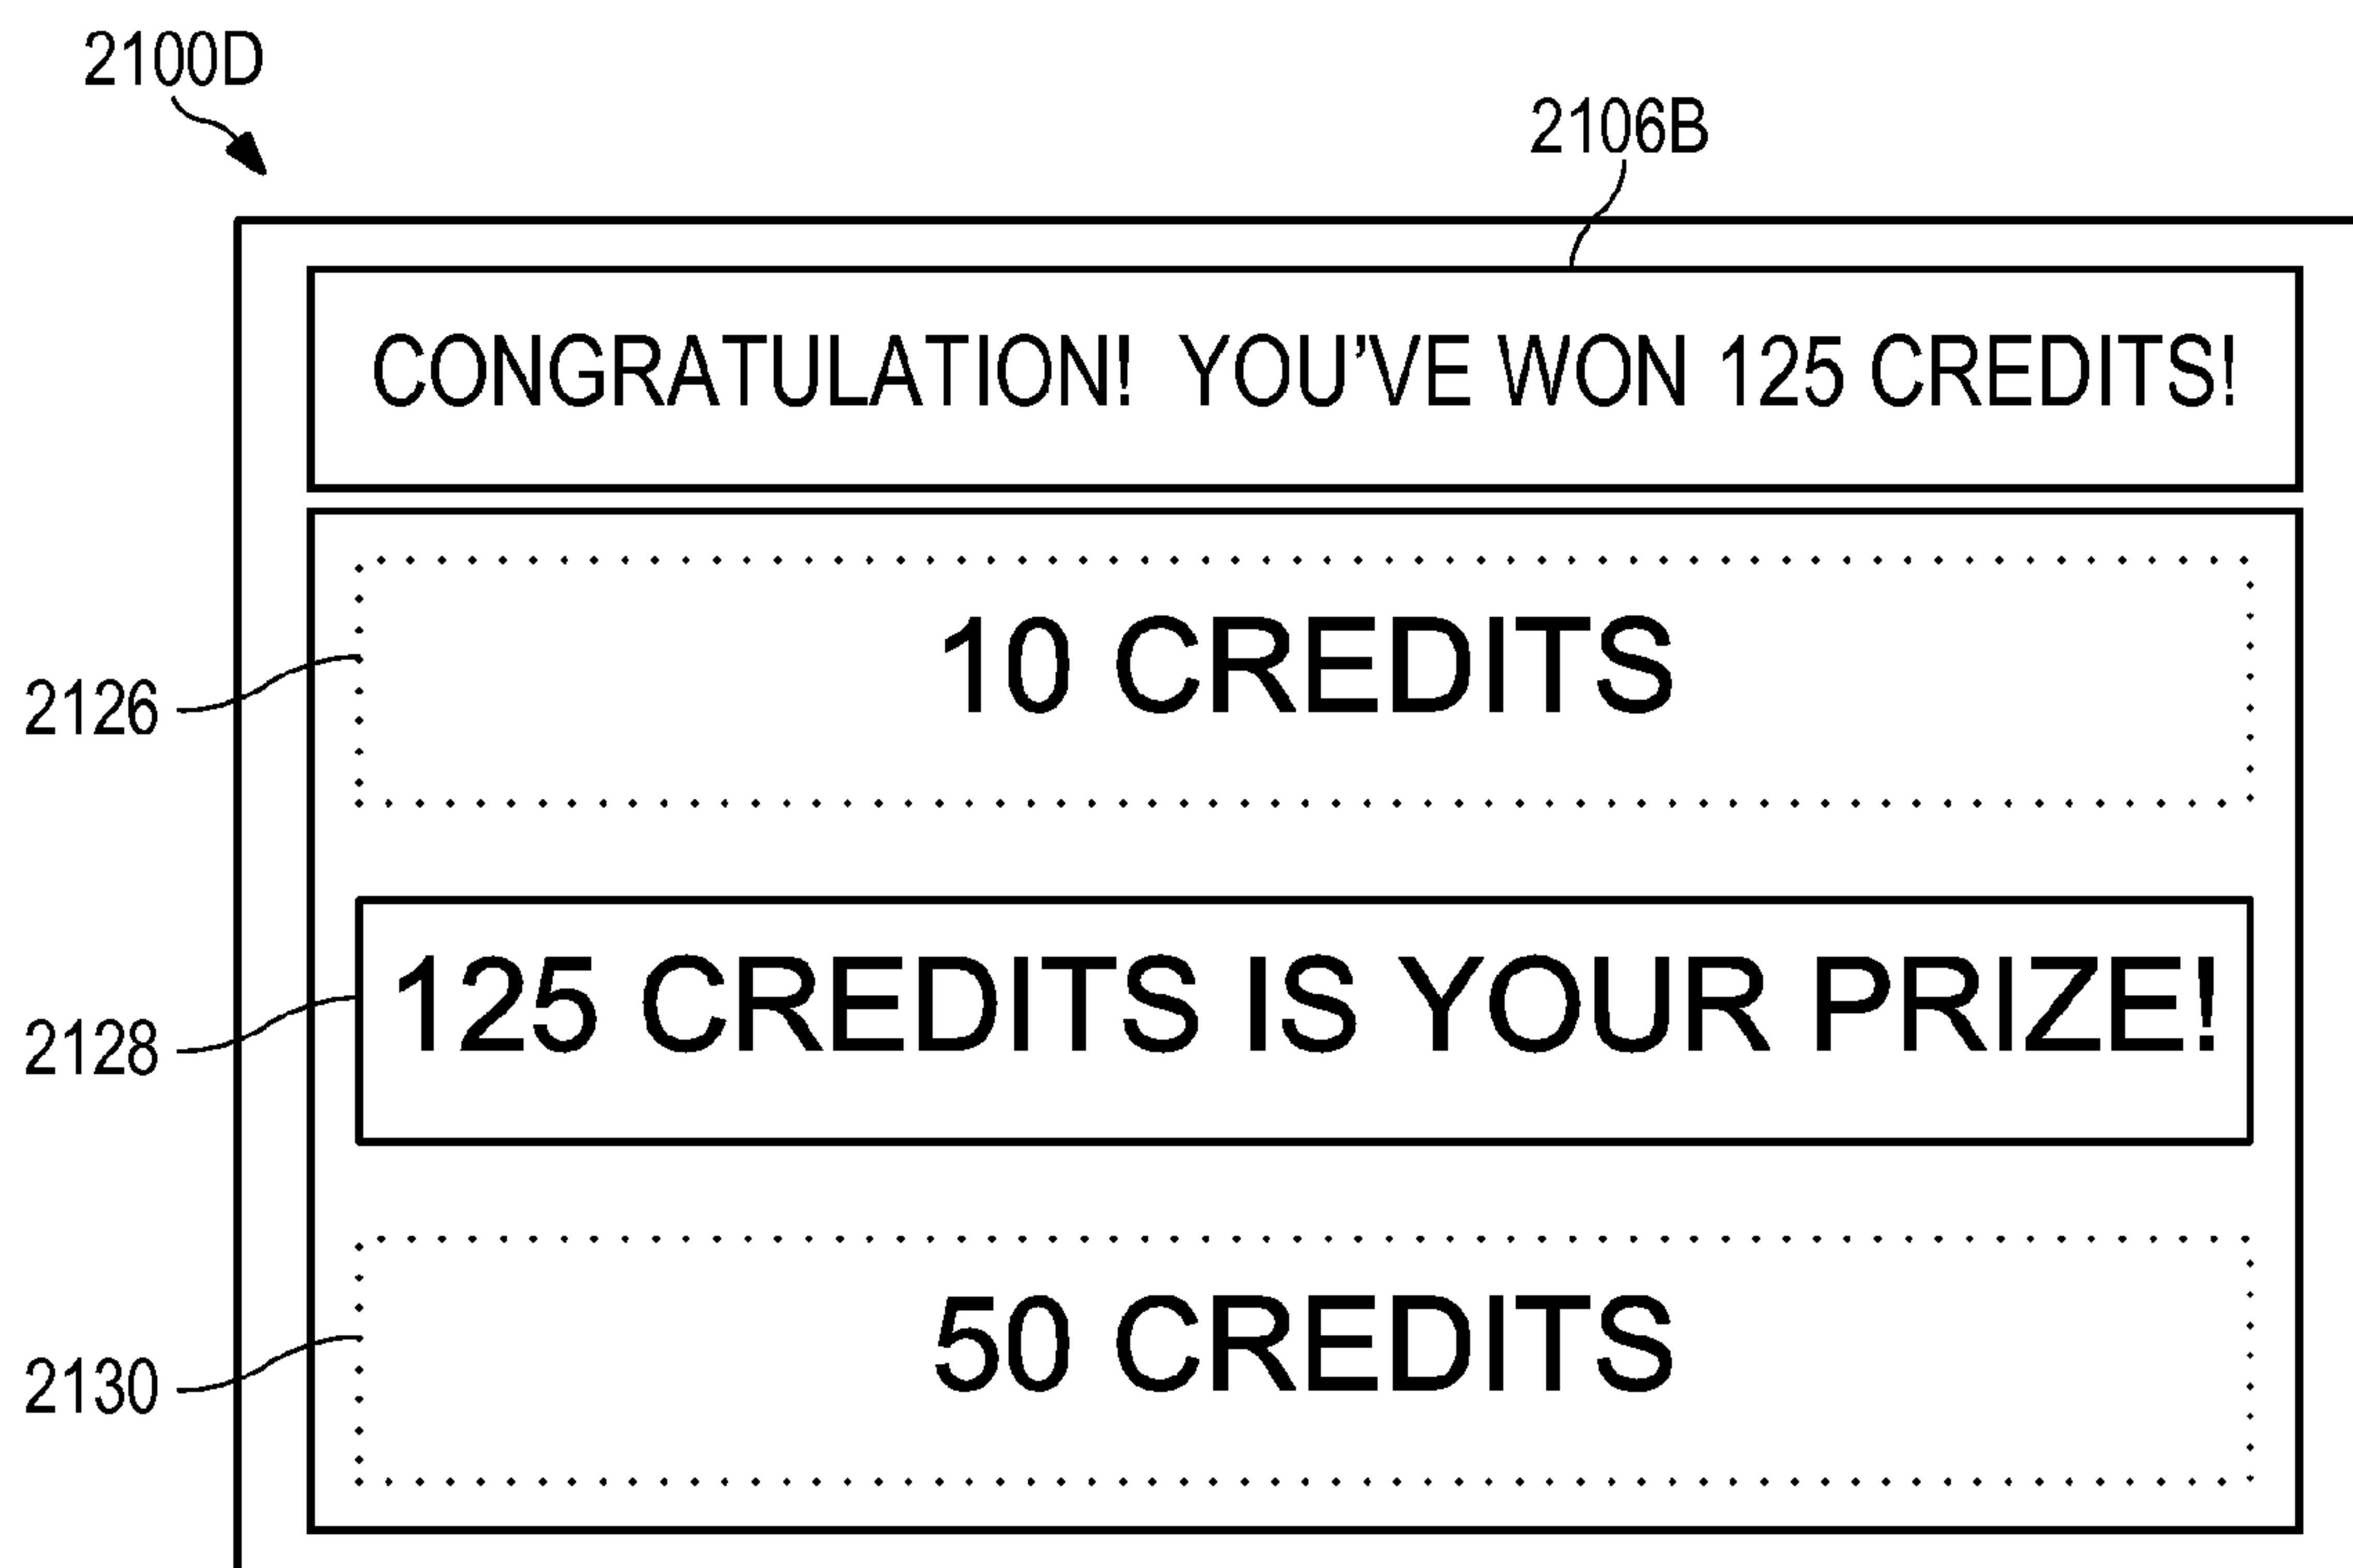 2100D
2106B
CONGRATULATION! YOU'VE WON 125 CREDITS!
10 CREDITS
2126
125 CREDITS IS YOUR PRIZE!
2128
50 CREDITS
2130